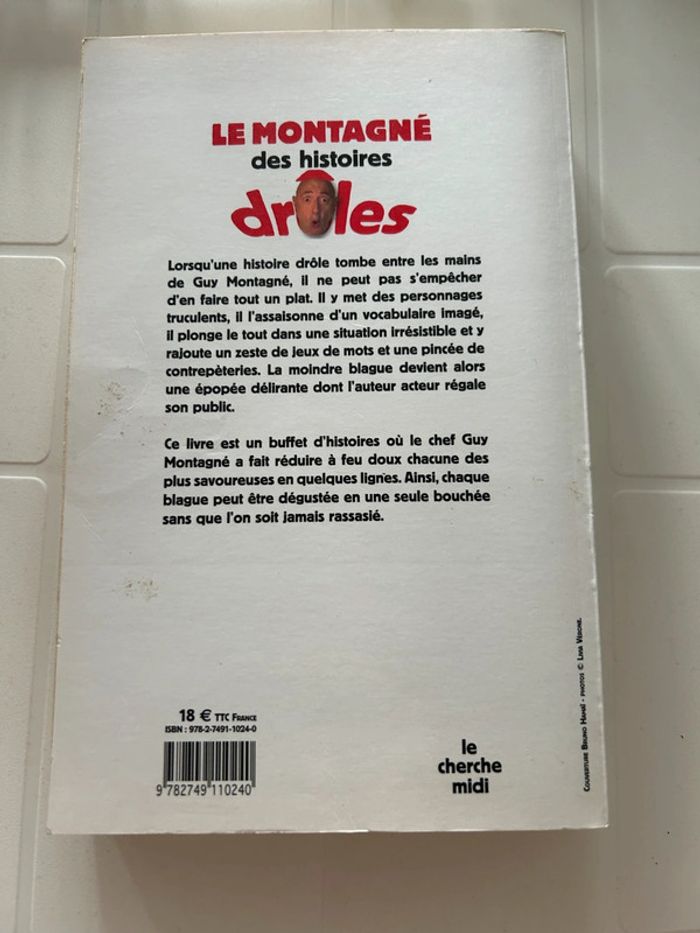 LE MONTAGNÉ
des histoires
drôles
Lorsqu'une histoire drôle tombe entre les mains
de Guy Montagné, il ne peut pas s'empêcher
d'en faire tout un plat. Il y met des personnages
truculents, il l'assaisonne d'un vocabulaire imagé,
il plonge le tout dans une situation irrésistible et y
rajoute un zeste de jeux de mots et une pincée de
contrepèteries. La moindre blague devient alors
une épopée délirante dont l'auteur acteur régale
son public.
Ce livre est un buffet d'histoires où le chef Guy
Montagné a fait réduire à feu doux chacune des
plus savoureuses en quelques lignes. Ainsi, chaque
blague peut être dégustée en une seule bouchée
sans que l'on soit jamais rassasié.
18 € TTC France
ISBN : 978-2-7491-1024-0
9 782749 110240
le
cherche
midi
Couverture Bruno Hamaï - photos ©